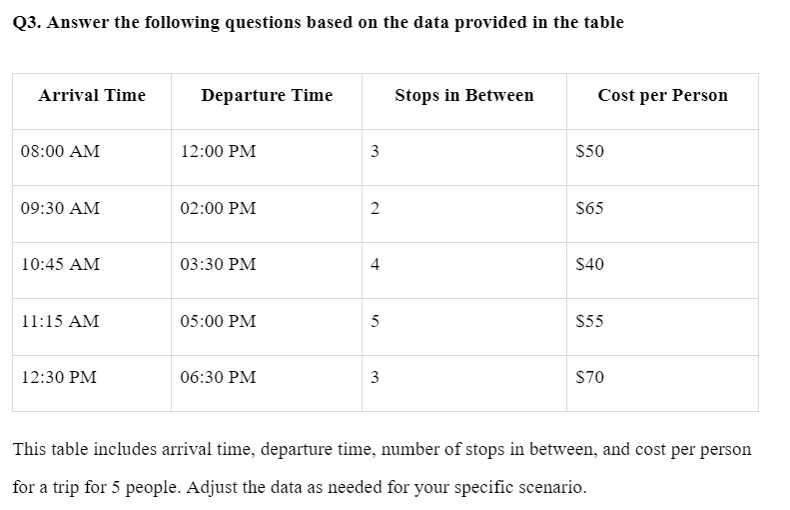 Q3. Answer the following questions based on the data provided in the table
Arrival Time Departure Time Stops in Between Cost per Person
08:00 AM 12:00 PM 3 $50
09:30 AM 02:00 PM 2 $65
10:45 AM 03:30 PM 4 $40
11:15 AM 05:00 PM 5 $55
12:30 PM 06:30 PM 3 $70
This table includes arrival time, departure time, number of stops in between, and cost per person
for a trip for 5 people. Adjust the data as needed for your specific scenario.